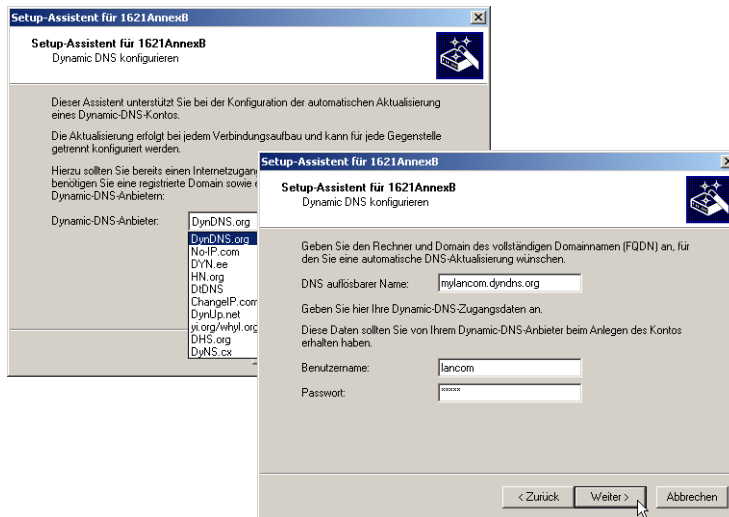 Setup-Assistent für 1621AnnexB
Setup-Assistent für 1621AnnexB
Dynamic DNS konfigurieren
Dieser Assistent unterstützt Sie bei der Konfiguration der automatischen Aktualisierung
eines Dynamic-DNS-Kontos.
Die Aktualisierung erfolgt bei jedem Verbindungsaufbau und kann für jede Gegenstelle
getrennt konfiguriert werden.
Hierzu sollten Sie bereits einen
benötigen Sie eine registrierte Domain sowie
Dynamic-DNS-Anbietern:
Dynamic-DNS-Anbieter:
DynDNS.org
DynDNS.org
No-IP.com
DYN.ee
HN.org
DtDNS
ChangeIP.com
DynUp.net
yi.org/whyI.org
DHS.org
DyNS.cx
Setup-Assistent für 1621AnnexB
Setup-Assistent für 1621AnnexB
Dynamic DNS konfigurieren
Geben Sie den Rechner und Domain des vollständigen Domainnamen (FQDN) an, für
den Sie eine automatische DNS-Aktualisierung wünschen.
DNS auflösbarer Name: mylancom.dyndns.org
Geben Sie hier Ihre Dynamic-DNS-Zugangsdaten an.
Diese Daten sollten Sie von Ihrem Dynamic-DNS-Anbieter beim Anlegen des Kontos
erhalten haben.
Benutzername: lancom
Passwort: ×××××
< Zurück Weiter > Abbrechen